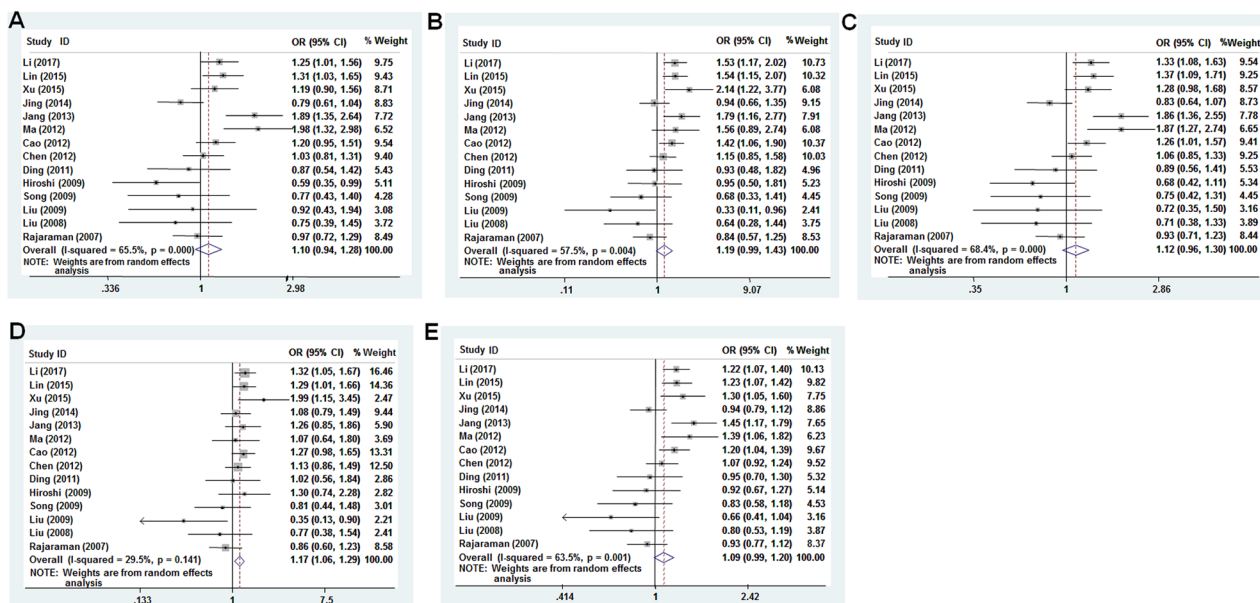 A
Study ID OR (95% CI) % Weight
Li (2017) 1.25 (1.01, 1.56) 9.75
Lin (2015) 1.31 (1.03, 1.65) 9.43
Xu (2015) 1.19 (0.90, 1.56) 8.71
Jing (2014) 0.79 (0.61, 1.04) 8.83
Jang (2013) 1.89 (1.35, 2.64) 7.72
Ma (2012) 1.98 (1.32, 2.98) 6.52
Cao (2012) 1.20 (0.95, 1.51) 9.54
Chen (2012) 1.03 (0.81, 1.31) 9.40
Ding (2011) 0.87 (0.54, 1.42) 5.43
Hiroshi (2009) 0.59 (0.35, 0.99) 5.11
Song (2009) 0.77 (0.43, 1.40) 4.28
Liu (2009) 0.92 (0.43, 1.94) 3.08
Liu (2008) 0.75 (0.39, 1.45) 3.72
Rajaraman (2007) 0.97 (0.72, 1.29) 8.49
Overall (I-squared = 65.5%, p = 0.000) 1.10 (0.94, 1.28) 100.00
NOTE: Weights are from random effects
analysis
.336 1 2.98
B
Study ID OR (95% CI) % Weight
Li (2017) 1.53 (1.17, 2.02) 10.73
Lin (2015) 1.54 (1.15, 2.07) 10.32
Xu (2015) 2.14 (1.22, 3.77) 6.08
Jing (2014) 0.94 (0.66, 1.35) 9.15
Jang (2013) 1.79 (1.16, 2.77) 7.91
Ma (2012) 1.56 (0.89, 2.74) 6.08
Cao (2012) 1.42 (1.06, 1.90) 10.37
Chen (2012) 1.15 (0.85, 1.58) 10.03
Ding (2011) 0.93 (0.48, 1.82) 4.96
Hiroshi (2009) 0.95 (0.50, 1.81) 5.23
Song (2009) 0.68 (0.33, 1.41) 4.45
Liu (2009) 0.33 (0.11, 0.96) 2.41
Liu (2008) 0.64 (0.28, 1.44) 3.75
Rajaraman (2007) 0.84 (0.57, 1.25) 8.53
Overall (I-squared = 57.5%, p = 0.004) 1.19 (0.99, 1.43) 100.00
NOTE: Weights are from random effects
analysis
.11 1 9.07
C
Study ID OR (95% CI) % Weight
Li (2017) 1.33 (1.08, 1.63) 9.54
Lin (2015) 1.37 (1.09, 1.71) 9.25
Xu (2015) 1.28 (0.98, 1.68) 8.57
Jing (2014) 0.83 (0.64, 1.07) 8.73
Jang (2013) 1.86 (1.36, 2.55) 7.78
Ma (2012) 1.87 (1.27, 2.74) 6.65
Cao (2012) 1.26 (1.01, 1.57) 9.41
Chen (2012) 1.06 (0.85, 1.33) 9.25
Ding (2011) 0.89 (0.56, 1.41) 5.53
Hiroshi (2009) 0.68 (0.42, 1.11) 5.34
Song (2009) 0.75 (0.42, 1.31) 4.45
Liu (2009) 0.72 (0.35, 1.50) 3.16
Liu (2008) 0.71 (0.38, 1.33) 3.89
Rajaraman (2007) 0.93 (0.71, 1.23) 8.44
Overall (I-squared = 68.4%, p = 0.000) 1.12 (0.96, 1.30) 100.00
NOTE: Weights are from random effects
analysis
.35 1 2.86
D
Study ID OR (95% CI) % Weight
Li (2017) 1.32 (1.05, 1.67) 16.46
Lin (2015) 1.29 (1.01, 1.66) 14.36
Xu (2015) 1.99 (1.15, 3.45) 2.47
Jing (2014) 1.08 (0.79, 1.49) 9.44
Jang (2013) 1.26 (0.85, 1.86) 5.90
Ma (2012) 1.07 (0.64, 1.80) 3.69
Cao (2012) 1.27 (0.98, 1.65) 13.31
Chen (2012) 1.13 (0.86, 1.49) 12.50
Ding (2011) 1.02 (0.56, 1.84) 2.86
Hiroshi (2009) 1.30 (0.74, 2.28) 2.82
Song (2009) 0.81 (0.44, 1.48) 3.01
Liu (2009) 0.35 (0.13, 0.90) 2.21
Liu (2008) 0.77 (0.38, 1.54) 2.41
Rajaraman (2007) 0.86 (0.60, 1.23) 8.58
Overall (I-squared = 29.5%, p = 0.141) 1.17 (1.06, 1.29) 100.00
NOTE: Weights are from random effects
analysis
.133 1 7.5
E
Study ID OR (95% CI) % Weight
Li (2017) 1.22 (1.07, 1.40) 10.13
Lin (2015) 1.23 (1.07, 1.42) 9.82
Xu (2015) 1.30 (1.05, 1.60) 7.75
Jing (2014) 0.94 (0.79, 1.12) 8.86
Jang (2013) 1.45 (1.17, 1.79) 7.65
Ma (2012) 1.39 (1.06, 1.82) 6.23
Cao (2012) 1.20 (1.04, 1.39) 9.67
Chen (2012) 1.07 (0.92, 1.24) 9.52
Ding (2011) 0.95 (0.70, 1.30) 5.32
Hiroshi (2009) 0.92 (0.67, 1.27) 5.14
Song (2009) 0.83 (0.58, 1.18) 4.53
Liu (2009) 0.66 (0.41, 1.04) 3.16
Liu (2008) 0.80 (0.53, 1.19) 3.87
Rajaraman (2007) 0.93 (0.77, 1.12) 8.37
Overall (I-squared = 63.5%, p = 0.001) 1.09 (0.99, 1.20) 100.00
NOTE: Weights are from random effects
analysis
.414 1 2.42